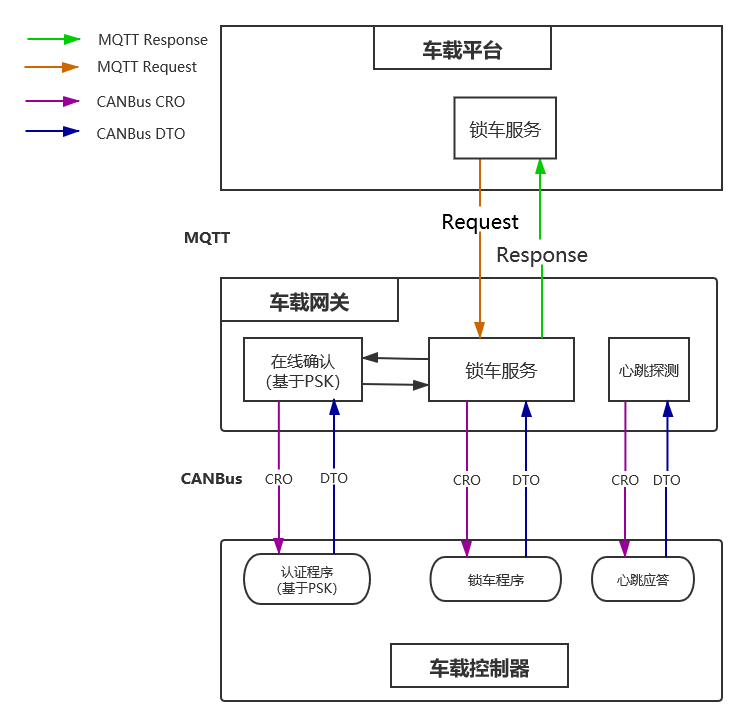 MQTT Response
MQTT Request
CANBus CRO
CANBus DTO
车载平台
锁车服务
Request
MQTT
Response
车载网关
在线确认
(基于PSK)
锁车服务
心跳探测
CANBus
CRO
DTO
CRO
DTO
CRO
DTO
认证程序
(基于PSK)
锁车程序
心跳应答
车载控制器